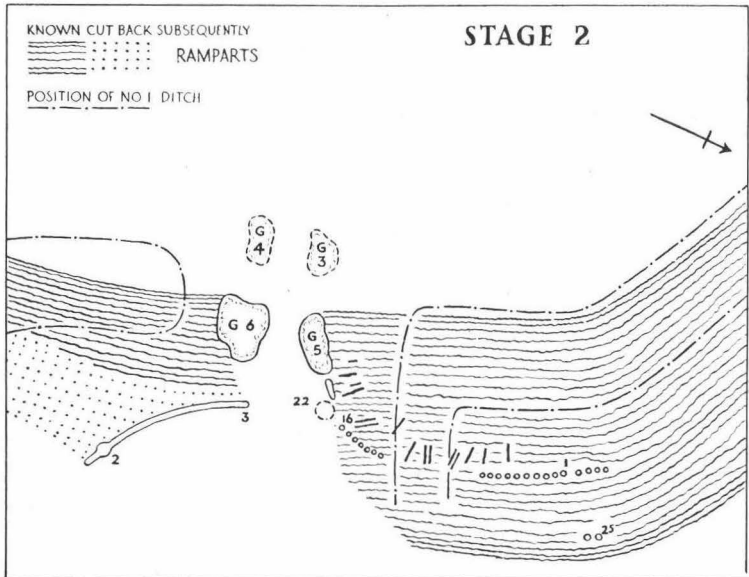 KNOWN CUT BACK SUBSEQUENTLY
RAMPARTS
POSITION OF NO I DITCH
STAGE 2
G
4
G
3
G 6
G
5
22
16
3
2
1
25